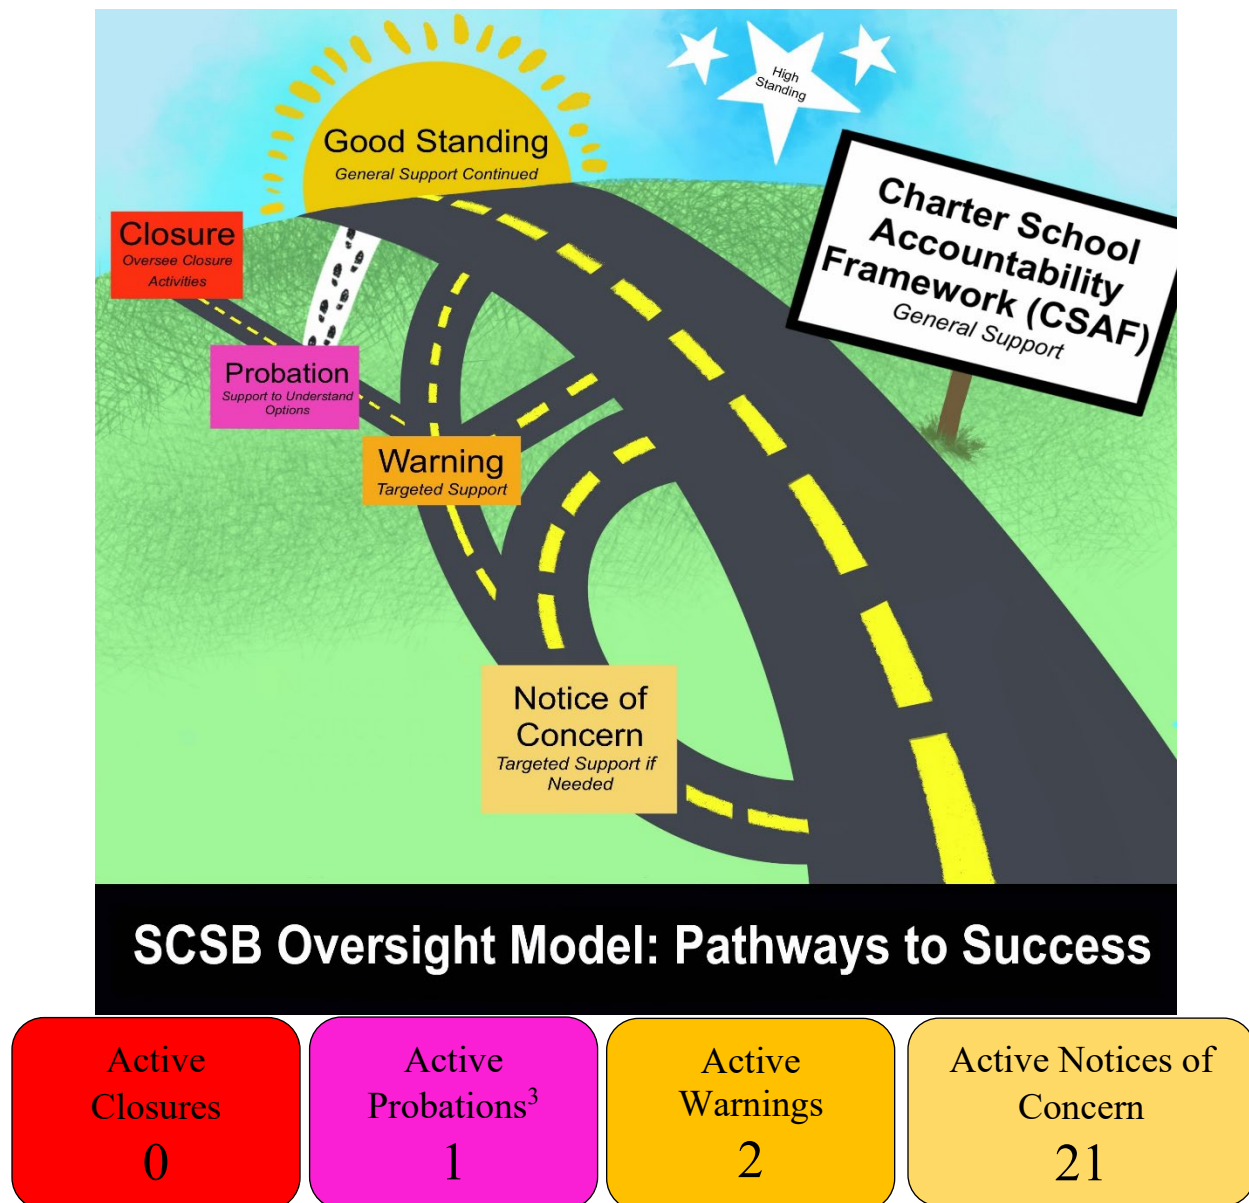 High
Standing
Good Standing
General Support Continued
Charter School
Accountability
Framework (CSAF)
General Support
Closure
Oversee Closure
Activities
Probation
Support to Understand
Options
Warning
Targeted Support
Notice of
Concern
Targeted Support if
Needed
SCSB Oversight Model: Pathways to Success
Active
Closures
0
Active
Probations³
1
Active
Warnings
2
Active Notices of
Concern
21